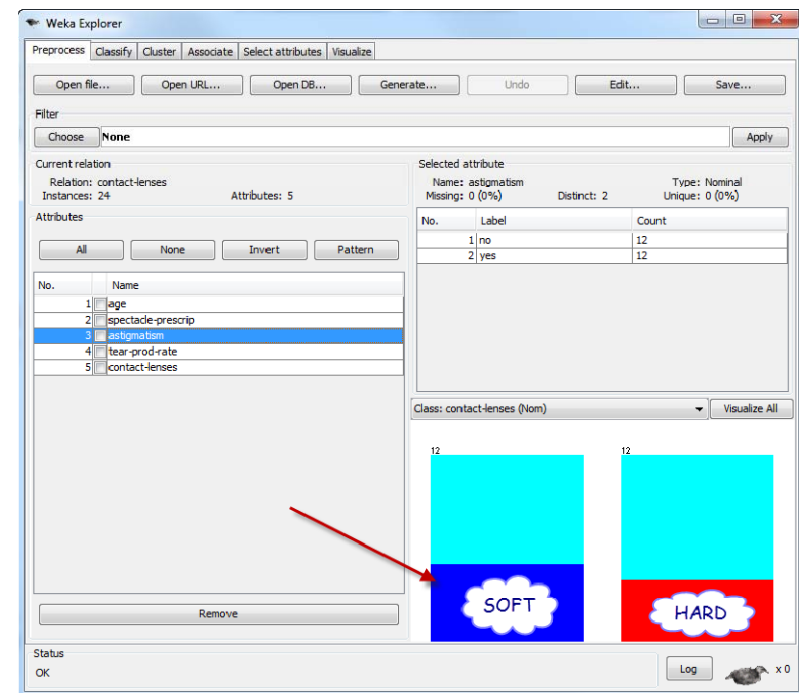 Weka Explorer
Preprocess Classify Cluster Associate Select attributes Visualize
Open file... Open URL... Open DB... Generate... Undo Edit... Save...
Filter
Choose None Apply
Current relation
Relation: contact-lenses
Instances: 24 Attributes: 5
Selected attribute
Name: astigmatism Type: Nominal
Missing: 0 (0%) Distinct: 2 Unique: 0 (0%)
Attributes
All None Invert Pattern
No. Name
1 age
2 spectacle-prescrip
3 astigmatism
4 tear-prod-rate
5 contact-lenses
Remove
No. Label Count
1 no 12
2 yes 12
Class: contact-lenses (Nom) Visualize All
12 12
SOFT HARD
Status
OK Log x 0